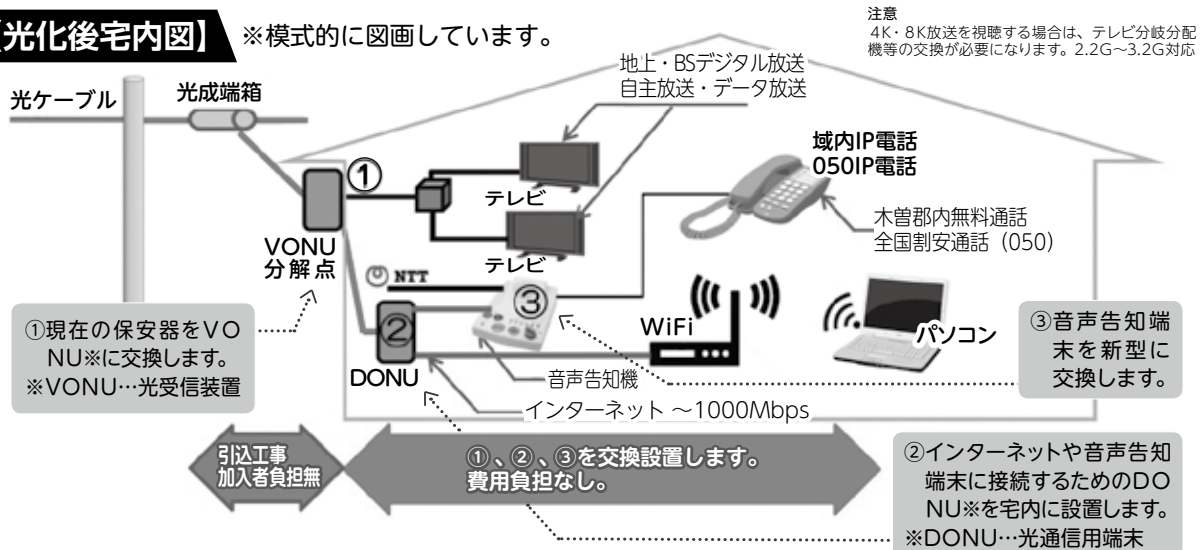 【光化後宅内図】 ※模式的に図画しています。
注意
4K・8K放送を視聴する場合は、テレビ分岐分配
機等の交換が必要になります。2.2G～3.2G対応
光ケーブル
光成端箱
地上・BSデジタル放送
自主放送・データ放送
域内IP電話
050IP電話
①
テレビ
木曽郡内無料通話
全国割安通話（050）
VONU
分解点
テレビ
NTT
③
②
WiFi
パソコン
①現在の保安器をVO
NU※に交換します。
※VONU…光受信装置
③音声告知端
末を新型に
交換します。
DONU
音声告知機
インターネット ～1000Mbps
引込工事
加入者負担無
①、②、③を交換設置します。
費用負担なし。
②インターネットや音声告知
端末に接続するためのDO
NU※を宅内に設置します。
※DONU…光通信用端末